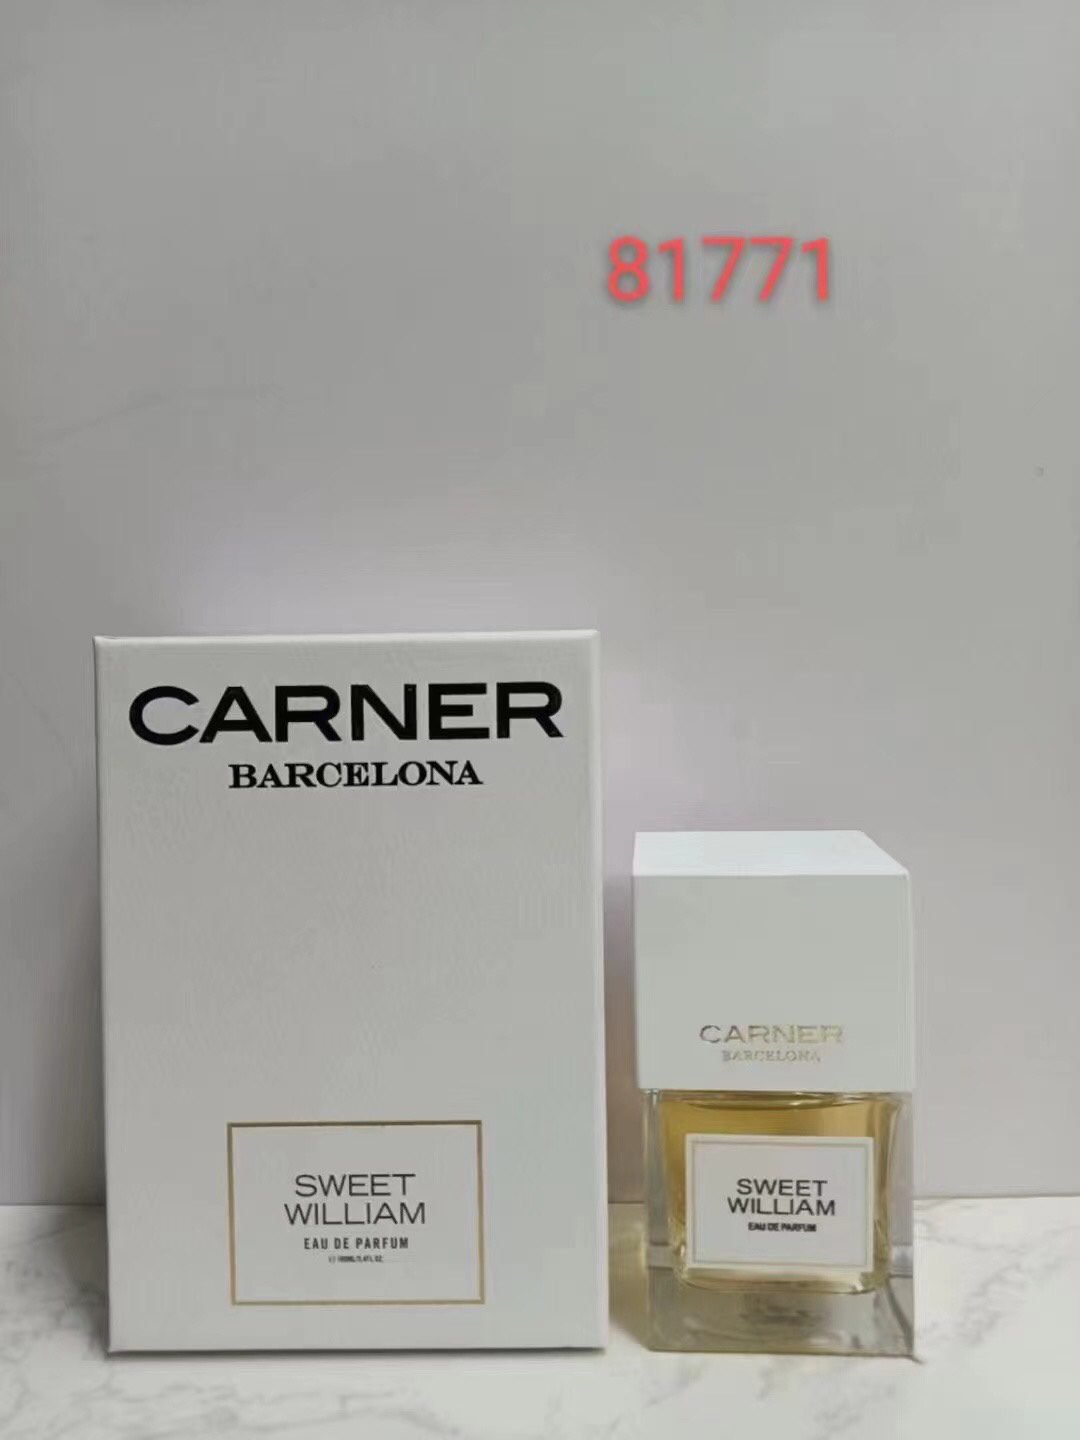 81771
CARNER
BARCELONA
SWEET
WILLIAM
EAU DE PARFUM
CARNER
BARCELONA
SWEET
WILLIAM
EAU DE PARFUM